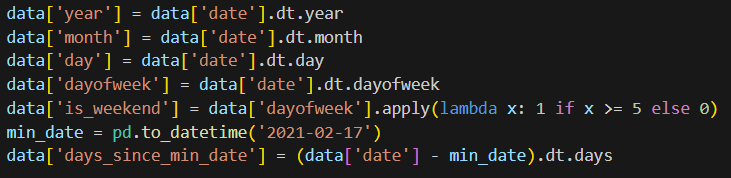 data['year'] = data['date'].dt.year
data['month'] = data['date'].dt.month
data['day'] = data['date'].dt.day
data['dayofweek'] = data['date'].dt.dayofweek
data['is_weekend'] = data['dayofweek'].apply(lambda x: 1 if x >= 5 else 0)
min_date = pd.to_datetime('2021-02-17')
data['days_since_min_date'] = (data['date'] - min_date).dt.days